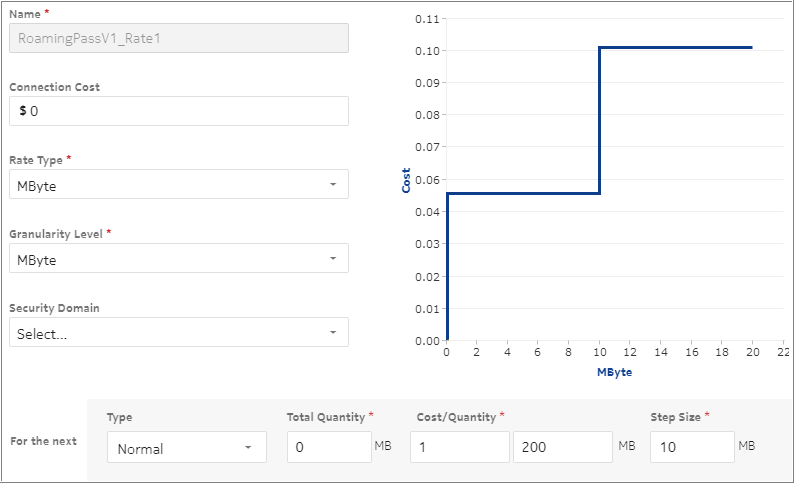 Name *
RoamingPassV1_Rate1
Connection Cost
$ 0
Rate Type *
MByte
Granularity Level *
MByte
Security Domain
Select...
0.11
0.10
0.09
0.08
0.07
0.06
0.04
0.03
0.02
0.01
0.00
Cost
0 2 4 6 8 10 12 14 16 18 20 22
MByte
For the next
Type
Normal
Total Quantity *
0 MB
Cost/Quantity *
1 200 MB
Step Size *
10 MB